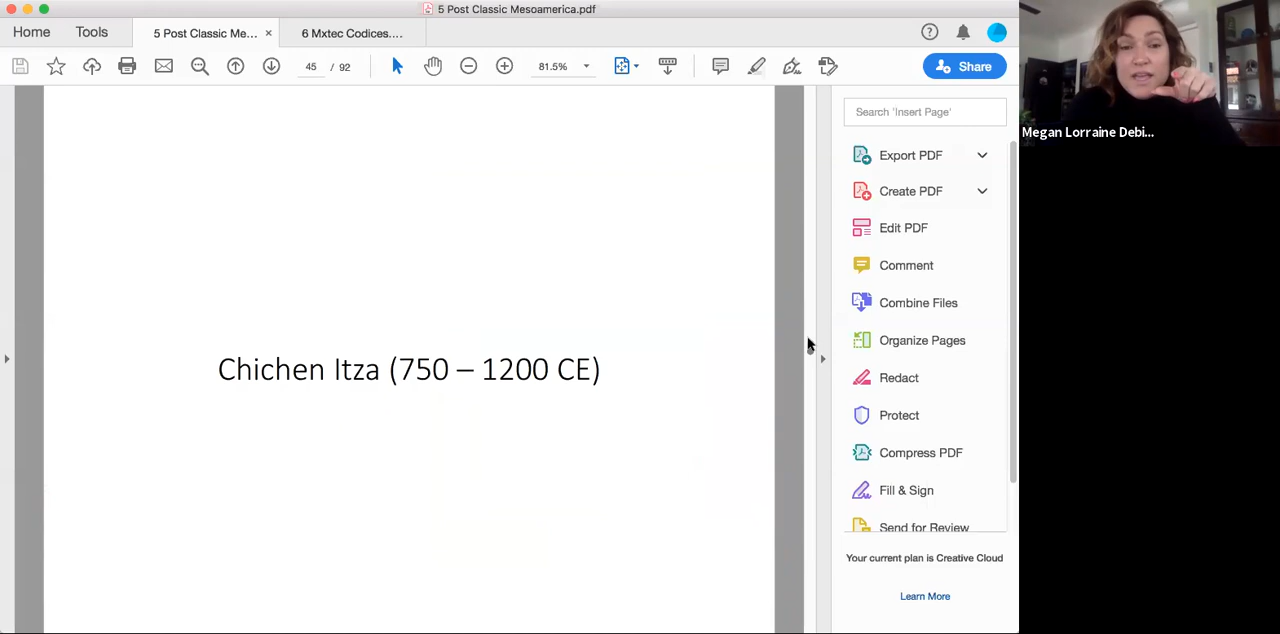 5 Post Classic Mesoamerica.pdf
Home
Tools
5 Post Classic Me... ×
6 Mxtec Codices....
45 / 92
81.5%
Share
Search 'Insert Page'
Export PDF
Create PDF
Edit PDF
Comment
Combine Files
Organize Pages
Redact
Protect
Compress PDF
Fill & Sign
Send for Review
Your current plan is Creative Cloud
Learn More
Chichen Itza (750 – 1200 CE)
Megan Lorraine Debi...